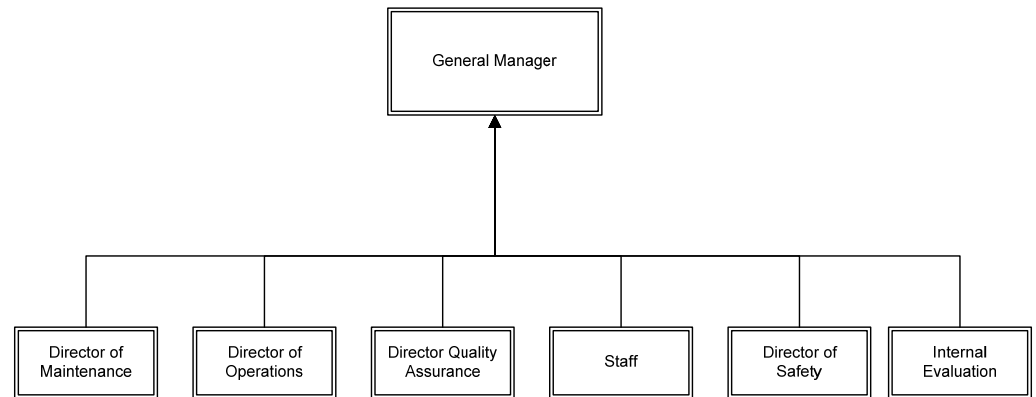 General Manager
Director of
Maintenance
Director of
Operations
Director Quality
Assurance
Staff
Director of
Safety
Internal
Evaluation